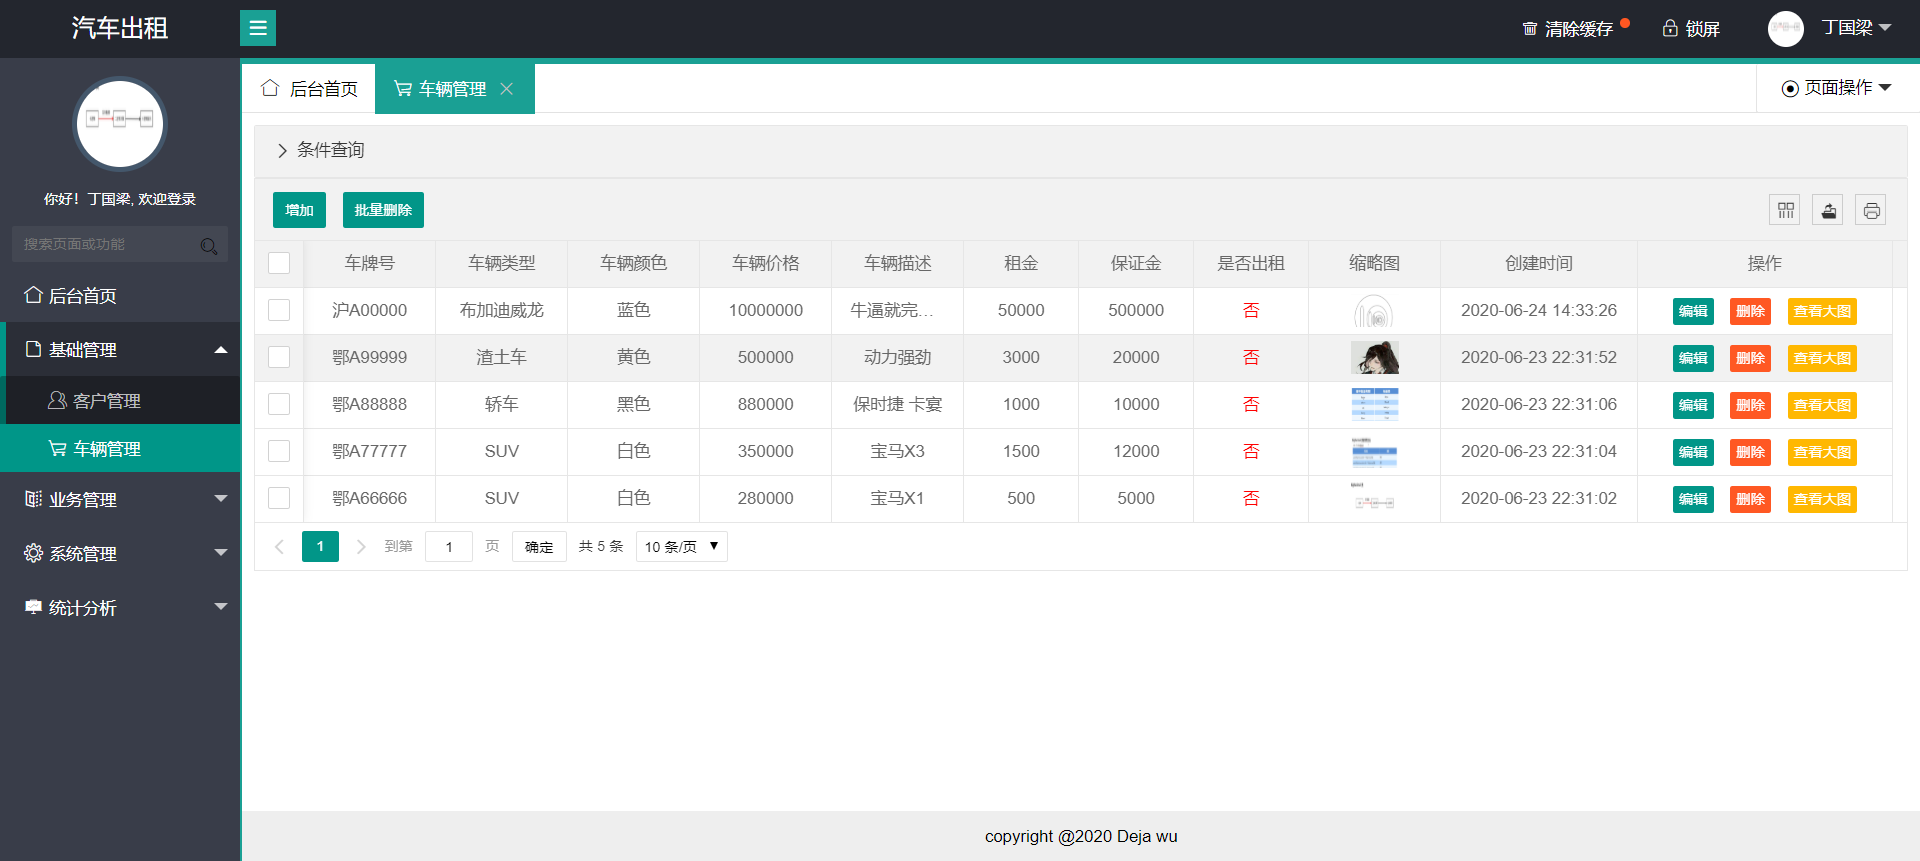 汽车出租
清除缓存
锁屏
丁国梁
你好！丁国梁, 欢迎登录
搜索页面或功能
后台首页
基础管理
客户管理
车辆管理
业务管理
系统管理
统计分析
后台首页
车辆管理
页面操作
条件查询
增加
批量删除
车牌号 车辆类型 车辆颜色 车辆价格 车辆描述 租金 保证金 是否出租 缩略图 创建时间 操作
沪A00000 布加迪威龙 蓝色 10000000 牛逼就完... 50000 500000 否 2020-06-24 14:33:26 编辑 删除 查看大图
鄂A99999 渣土车 黄色 500000 动力强劲 3000 20000 否 2020-06-23 22:31:52 编辑 删除 查看大图
鄂A88888 轿车 黑色 880000 保时捷 卡宴 1000 10000 否 2020-06-23 22:31:06 编辑 删除 查看大图
鄂A77777 SUV 白色 350000 宝马X3 1500 12000 否 2020-06-23 22:31:04 编辑 删除 查看大图
鄂A66666 SUV 白色 280000 宝马X1 500 5000 否 2020-06-23 22:31:02 编辑 删除 查看大图
1 到第 1 页 确定 共 5 条 10 条/页
copyright @2020 Deja wu